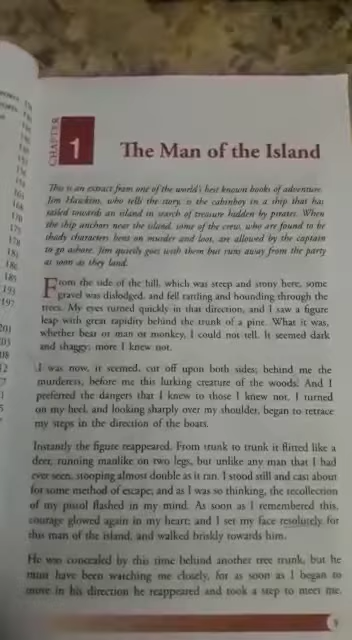 CHAPTER
1
The Man of the Island
This is an extract from one of the world's best known books of adventure.
Jim Hawkins, who tells the story, is the cabinboy in a ship that has
sailed towards an island in search of treasure hidden by pirates. When
the ship anchors near the island, some of the crew, who are found to be
shady characters bent on murder and loot, are allowed by the captain
to go ashore. Jim quietly goes with them but runs away from the party
as soon as they land.
From the side of the hill, which was steep and stony here, some
gravel was dislodged, and fell rattling and bounding through the
trees. My eyes turned quickly in that direction, and I saw a figure
leap with great rapidity behind the trunk of a pine. What it was,
whether bear or man or monkey, I could not tell. It seemed dark
and shaggy; more I knew not.
I was now, it seemed, cut off upon both sides; behind me the
murderers, before me this lurking creature of the woods. And I
preferred the dangers that I knew to those I knew not. I turned
on my heel, and looking sharply over my shoulder, began to retrace
my steps in the direction of the boats.
Instantly the figure reappeared. From trunk to trunk it flitted like a
deer, running manlike on two legs, but unlike any man that I had
ever seen, stooping almost double as it ran. I stood still and cast about
for some method of escape; and as I was so thinking, the recollection
of my pistol flashed in my mind. As soon as I remembered this,
courage glowed again in my heart; and I set my face resolutely for
this man of the island, and walked briskly towards him.
He was concealed by this time behind another tree trunk, but he
must have been watching me closely, for as soon as I began to
move in his direction he reappeared and took a step to meet me.